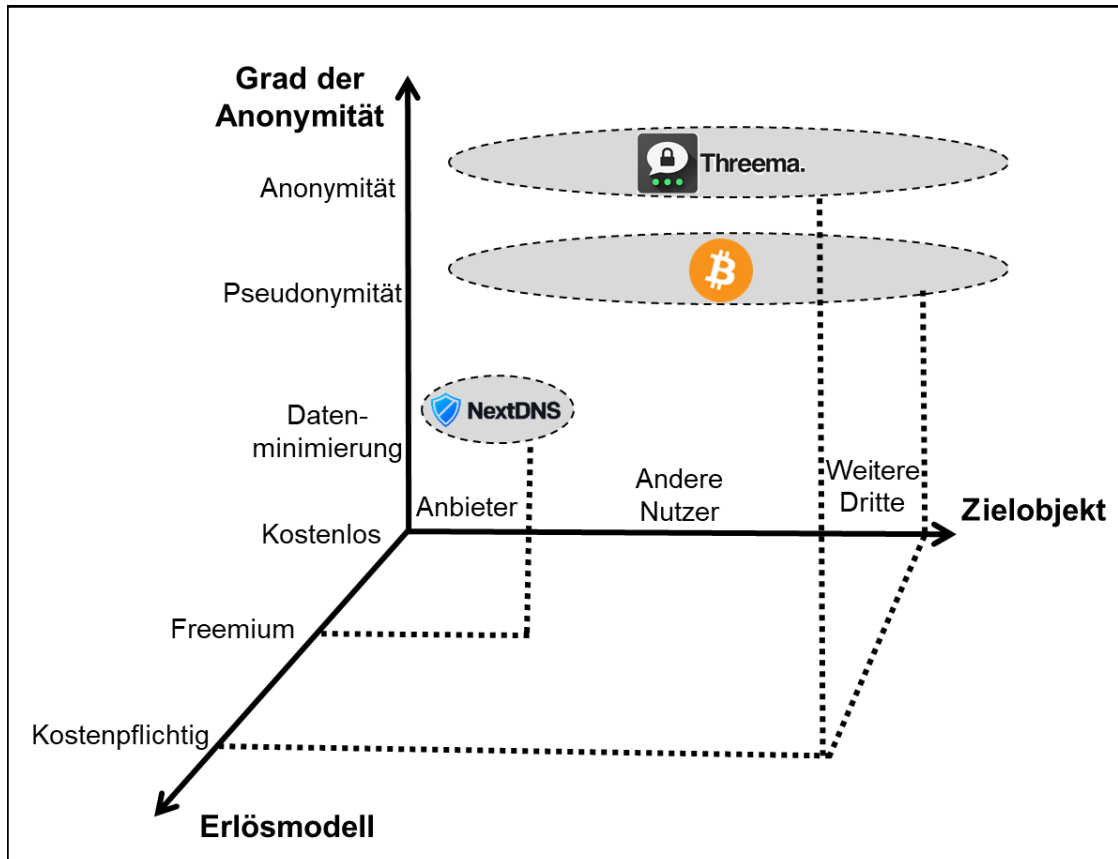 Grad der
Anonymität
Threema.
Anonymität
Pseudonymität
NextDNS
Daten-
minimierung
Anbieter
Andere
Nutzer
Weitere
Dritte
Zielobjekt
Kostenlos
Freemium
Kostenpflichtig
Erlösmodell